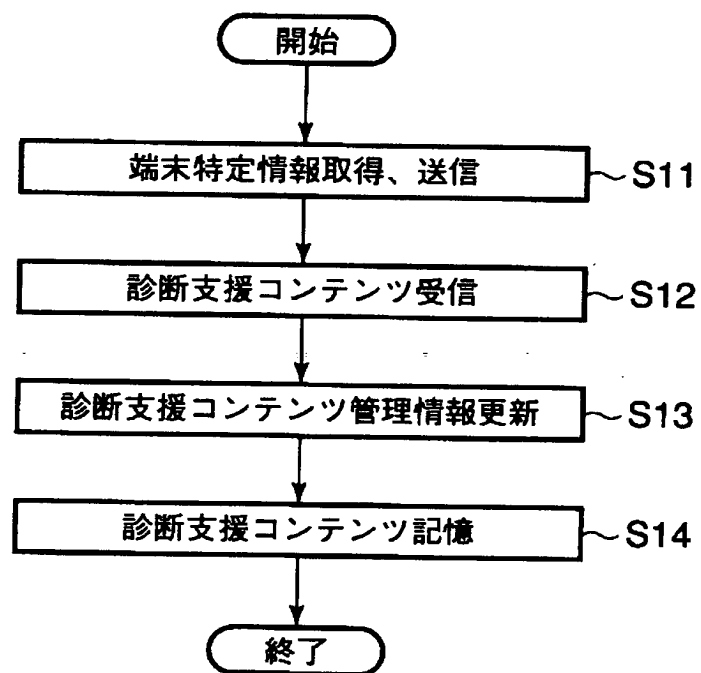 開始
端末特定情報取得、送信
S11
診断支援コンテンツ受信
S12
診断支援コンテンツ管理情報更新
S13
診断支援コンテンツ記憶
S14
終了